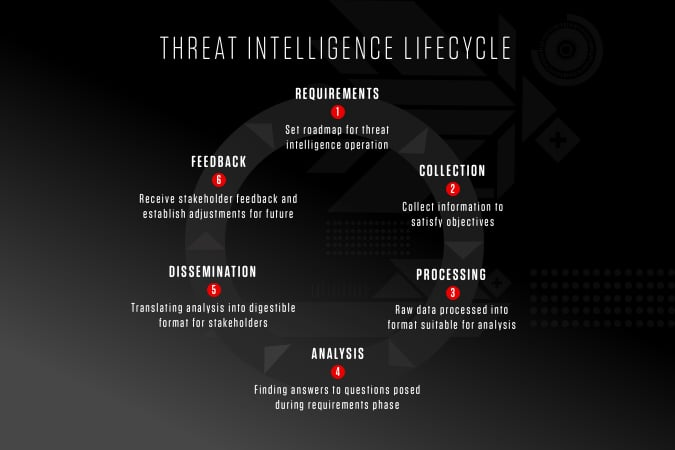 THREAT INTELLIGENCE LIFECYCLE
REQUIREMENTS
1
Set roadmap for threat
intelligence operation
COLLECTION
2
Collect information to
satisfy objectives
PROCESSING
3
Raw data processed into
format suitable for analysis
ANALYSIS
4
Finding answers to questions posed
during requirements phase
DISSEMINATION
5
Translating analysis into digestible
format for stakeholders
FEEDBACK
6
Receive stakeholder feedback and
establish adjustments for future